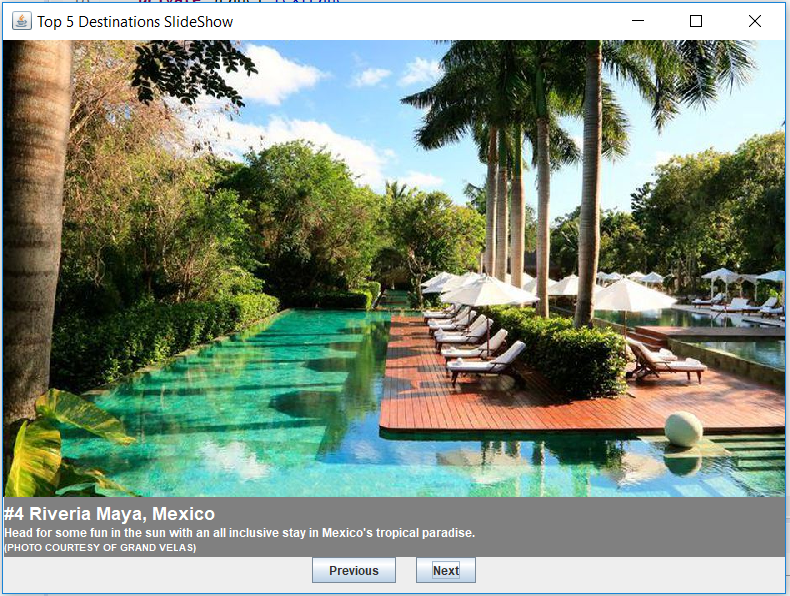 Top 5 Destinations SlideShow
#4 Riveria Maya, Mexico
Head for some fun in the sun with an all inclusive stay in Mexico's tropical paradise.
(PHOTO COURTESY OF GRAND VELAS)
Previous
Next